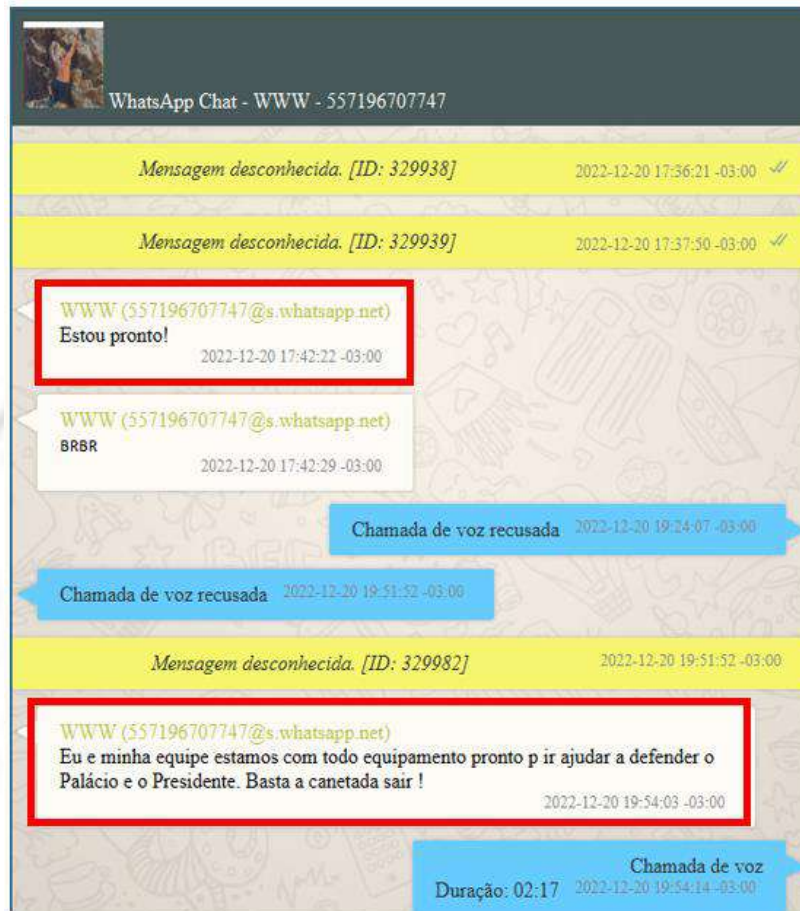 WhatsApp Chat - WWW - 557196707747
Mensagem desconhecida. [ID: 329938] 2022-12-20 17:36:21 -03:00
Mensagem desconhecida. [ID: 329939] 2022-12-20 17:37:50 -03:00
WWW (557196707747@s.whatsapp.net)
Estou pronto!
2022-12-20 17:42:22 -03:00
WWW (557196707747@s.whatsapp.net)
BRBR
2022-12-20 17:42:29 -03:00
Chamada de voz recusada 2022-12-20 19:24:07 -03:00
Chamada de voz recusada 2022-12-20 19:51:52 -03:00
Mensagem desconhecida. [ID: 329982] 2022-12-20 19:51:52 -03:00
WWW (557196707747@s.whatsapp.net)
Eu e minha equipe estamos com todo equipamento pronto p ir ajudar a defender o
Palácio e o Presidente. Basta a canetada sair !
2022-12-20 19:54:03 -03:00
Chamada de voz
Duração: 02:17 2022-12-20 19:54:14 -03:00